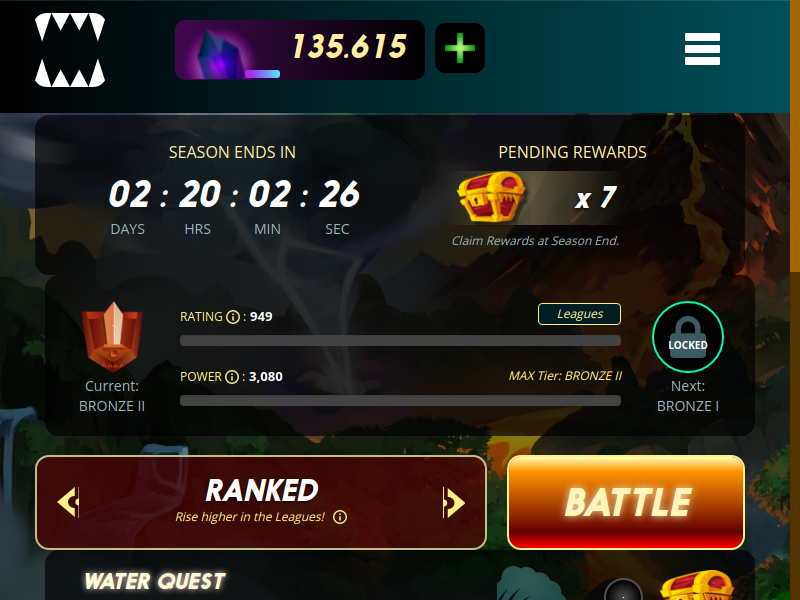 135.615
SEASON ENDS IN
02 : 20 : 02 : 26
DAYS HRS MIN SEC
PENDING REWARDS
x 7
Claim Rewards at Season End.
RATING : 949
Leagues
POWER : 3,080
MAX Tier: BRONZE II
Current:
BRONZE II
LOCKED
Next:
BRONZE I
RANKED
Rise higher in the Leagues!
BATTLE
WATER QUEST